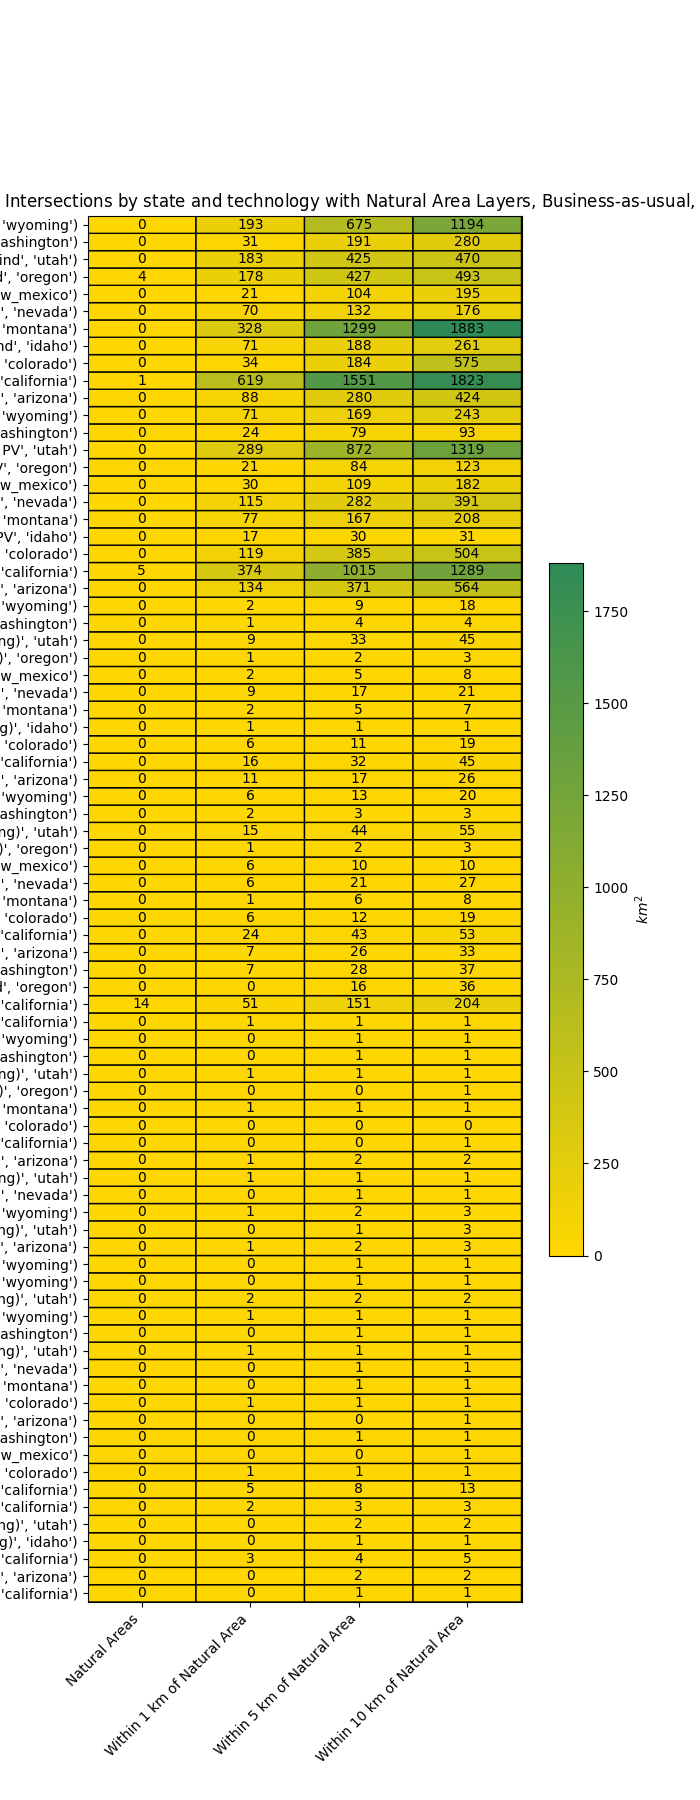 Intersections by state and technology with Natural Area Layers, Business-as-usual,
'wyoming') 0 193 675 1194
ashington') 0 31 191 280
ind', 'utah') 0 183 425 470
d', 'oregon') 4 178 427 493
w_mexico') 0 21 104 195
', 'nevada') 0 70 132 176
'montana') 0 328 1299 1883
nd', 'idaho') 0 71 188 261
'colorado') 0 34 184 575
'california') 1 619 1551 1823
', 'arizona') 0 88 280 424
'wyoming') 0 71 169 243
ashington') 0 24 79 93
PV', 'utah') 0 289 872 1319
V', 'oregon') 0 21 84 123
w_mexico') 0 30 109 182
', 'nevada') 0 115 282 391
'montana') 0 77 167 208
PV', 'idaho') 0 17 30 31
'colorado') 0 119 385 504
'california') 5 374 1015 1289
', 'arizona') 0 134 371 564
'wyoming') 0 2 9 18
ashington') 0 1 4 4
ng)', 'utah') 0 9 33 45
)', 'oregon') 0 1 2 3
w_mexico') 0 2 5 8
', 'nevada') 0 9 17 21
'montana') 0 2 5 7
g)', 'idaho') 0 1 1 1
'colorado') 0 6 11 19
'california') 0 16 32 45
', 'arizona') 0 11 17 26
'wyoming') 0 6 13 20
ashington') 0 2 3 3
ng)', 'utah') 0 15 44 55
)', 'oregon') 0 1 2 3
w_mexico') 0 6 10 10
', 'nevada') 0 6 21 27
'montana') 0 1 6 8
'colorado') 0 6 12 19
'california') 0 24 43 53
', 'arizona') 0 7 26 33
ashington') 0 7 28 37
d', 'oregon') 0 0 16 36
'california') 14 51 151 204
'california') 0 1 1 1
'wyoming') 0 0 1 1
ashington') 0 0 1 1
ng)', 'utah') 0 1 1 1
)', 'oregon') 0 0 0 1
'montana') 0 1 1 1
'colorado') 0 0 0 0
'california') 0 0 0 1
', 'arizona') 0 1 2 2
ng)', 'utah') 0 1 1 1
', 'nevada') 0 0 1 1
'wyoming') 0 1 2 3
ng)', 'utah') 0 0 1 3
', 'arizona') 0 1 2 3
'wyoming') 0 0 1 1
'wyoming') 0 0 1 1
ng)', 'utah') 0 2 2 2
'wyoming') 0 1 1 1
ashington') 0 0 1 1
ng)', 'utah') 0 1 1 1
', 'nevada') 0 0 1 1
'montana') 0 0 1 1
'colorado') 0 1 1 1
', 'arizona') 0 0 0 1
ashington') 0 0 1 1
w_mexico') 0 0 0 1
'colorado') 0 1 1 1
'california') 0 5 8 13
'california') 0 2 3 3
ng)', 'utah') 0 0 2 2
g)', 'idaho') 0 0 1 1
'california') 0 3 4 5
', 'arizona') 0 0 2 2
'california') 0 0 1 1
Natural Areas
Within 1 km of Natural Area
Within 5 km of Natural Area
Within 10 km of Natural Area
1750
1500
1250
1000
750
500
250
0
km²